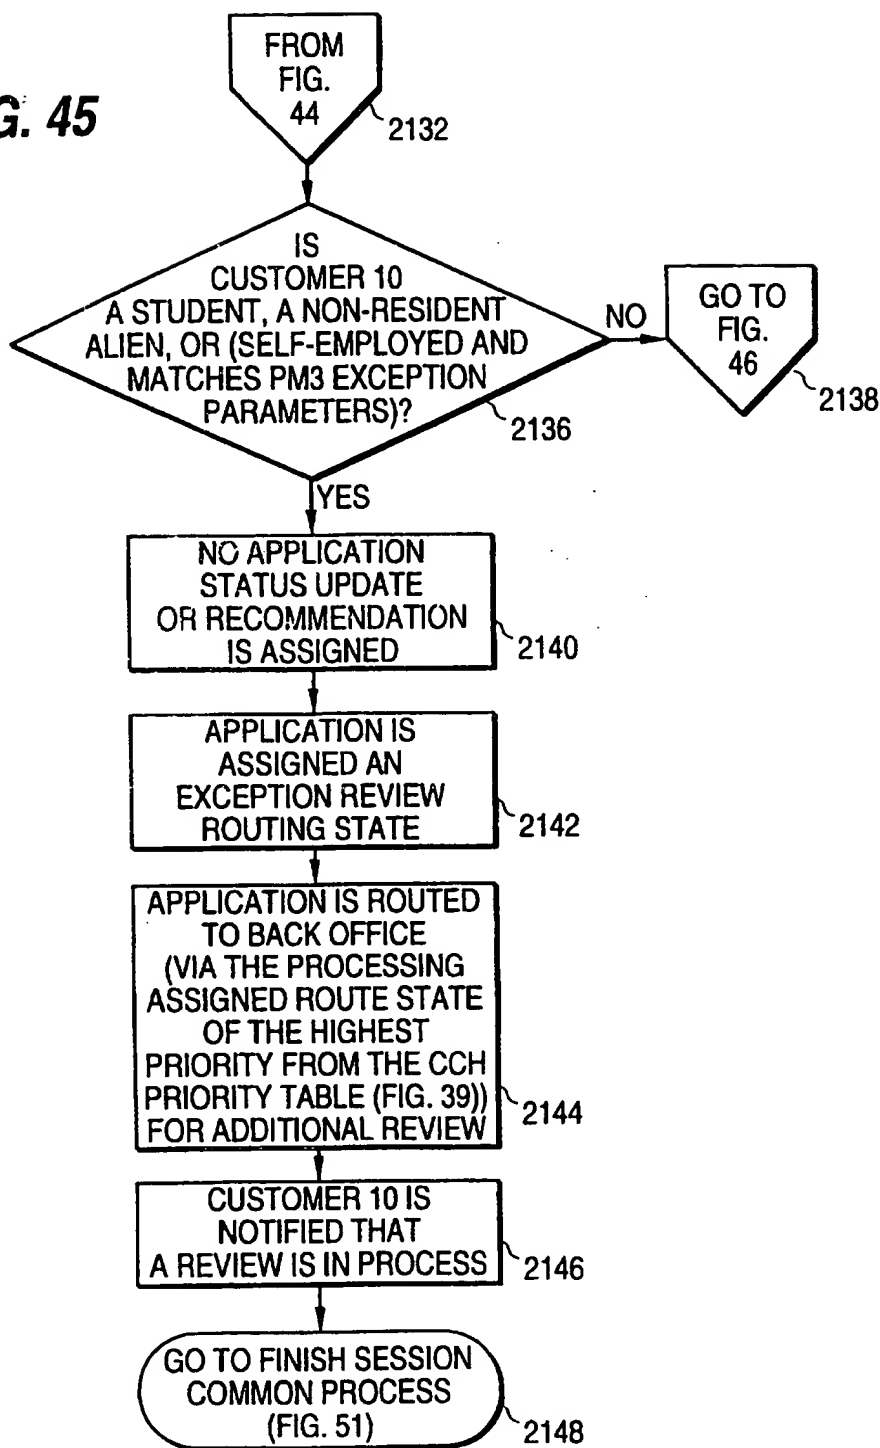 G. 45
FROM
FIG.
44
2132
IS
CUSTOMER 10
A STUDENT, A NON-RESIDENT
ALIEN, OR (SELF-EMPLOYED AND
MATCHES PM3 EXCEPTION
PARAMETERS)?
2136
NO
GO TO
FIG.
46
2138
YES
NO APPLICATION
STATUS UPDATE
OR RECOMMENDATION
IS ASSIGNED
2140
APPLICATION IS
ASSIGNED AN
EXCEPTION REVIEW
ROUTING STATE
2142
APPLICATION IS ROUTED
TO BACK OFFICE
(VIA THE PROCESSING
ASSIGNED ROUTE STATE
OF THE HIGHEST
PRIORITY FROM THE CCH
PRIORITY TABLE (FIG. 39))
FOR ADDITIONAL REVIEW
2144
CUSTOMER 10 IS
NOTIFIED THAT
A REVIEW IS IN PROCESS
2146
GO TO FINISH SESSION
COMMON PROCESS
(FIG. 51)
2148